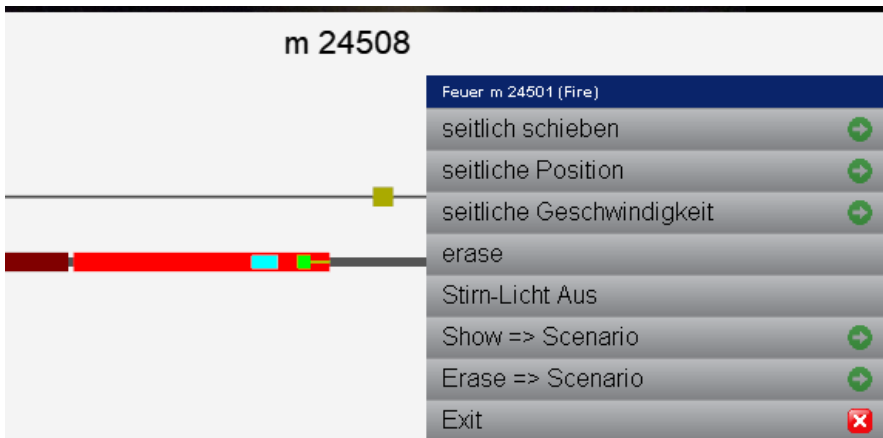 m 24508
Feuer m 24501 (Fire)
seitlich schieben
seitliche Position
seitliche Geschwindigkeit
erase
Stirn-Licht Aus
Show => Scenario
Erase => Scenario
Exit